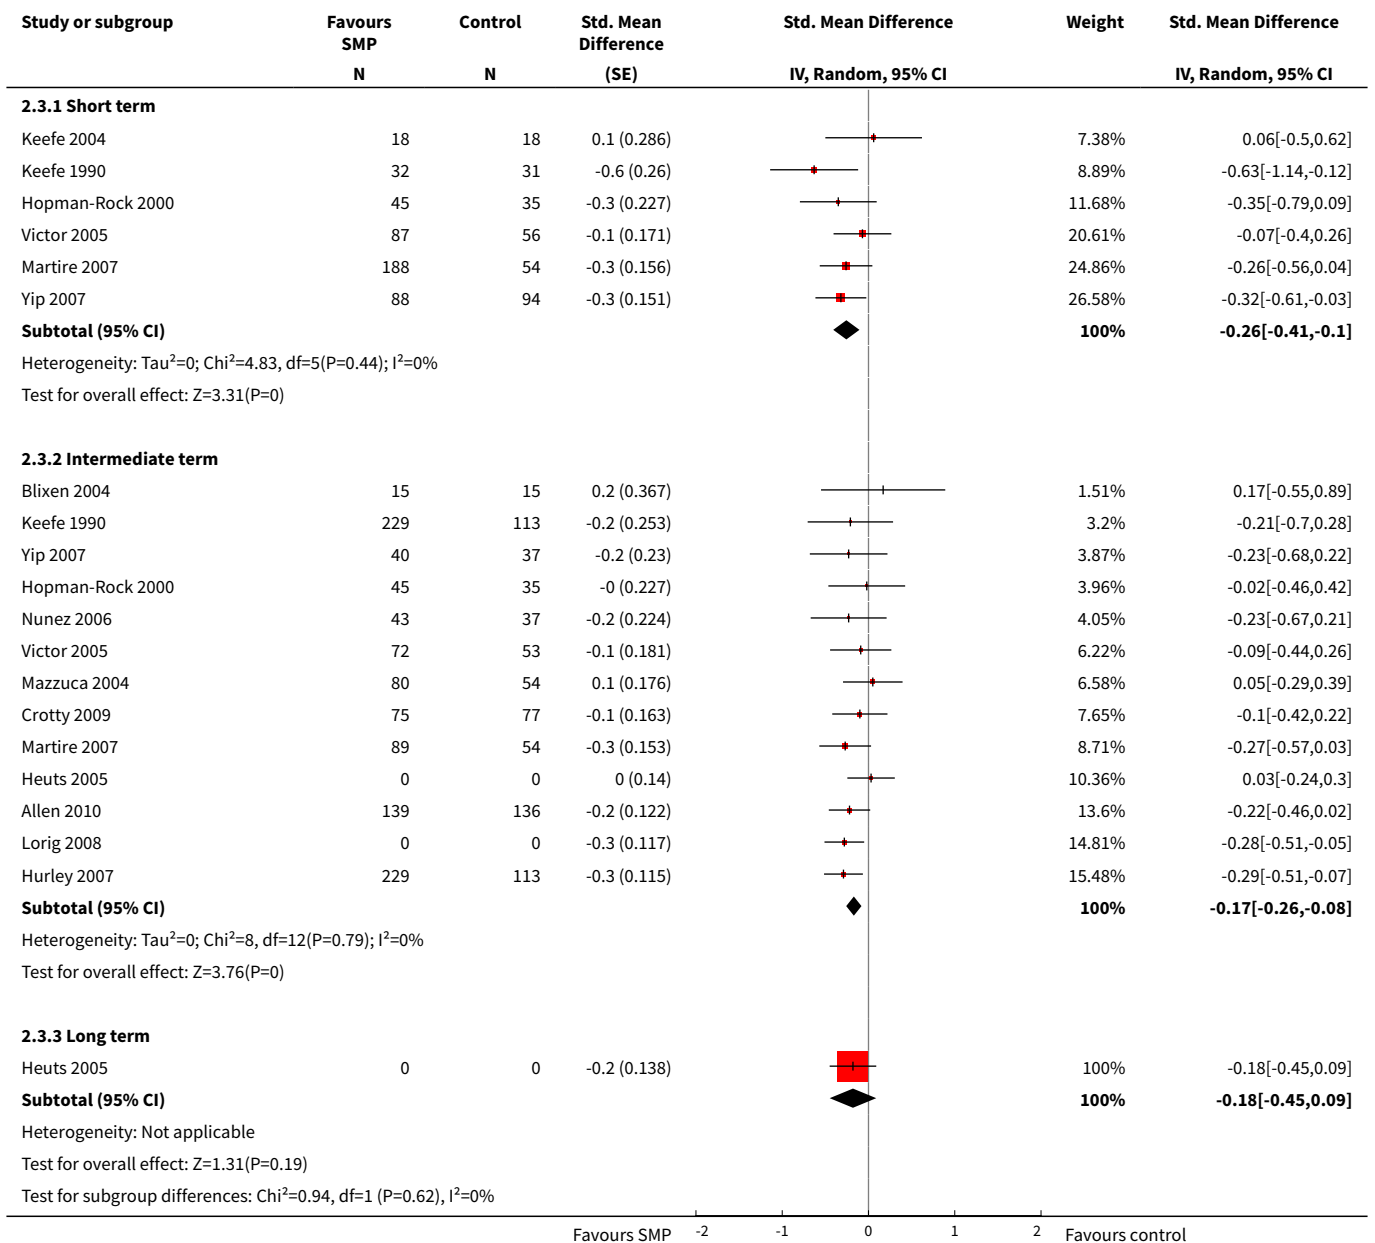 Study or subgroup Favours SMP Control Std. Mean Difference Std. Mean Difference Weight Std. Mean Difference
N N (SE) IV, Random, 95% CI IV, Random, 95% CI
2.3.1 Short term
Keefe 2004 18 18 0.1 (0.286) 7.38% 0.06[-0.5,0.62]
Keefe 1990 32 31 -0.6 (0.26) 8.89% -0.63[-1.14,-0.12]
Hopman-Rock 2000 45 35 -0.3 (0.227) 11.68% -0.35[-0.79,0.09]
Victor 2005 87 56 -0.1 (0.171) 20.61% -0.07[-0.4,0.26]
Martire 2007 188 54 -0.3 (0.156) 24.86% -0.26[-0.56,0.04]
Yip 2007 88 94 -0.3 (0.151) 26.58% -0.32[-0.61,-0.03]
Subtotal (95% CI) 100% -0.26[-0.41,-0.1]
Heterogeneity: Tau²=0; Chi²=4.83, df=5(P=0.44); I²=0%
Test for overall effect: Z=3.31(P=0)
2.3.2 Intermediate term
Blixen 2004 15 15 0.2 (0.367) 1.51% 0.17[-0.55,0.89]
Keefe 1990 229 113 -0.2 (0.253) 3.2% -0.21[-0.7,0.28]
Yip 2007 40 37 -0.2 (0.23) 3.87% -0.23[-0.68,0.22]
Hopman-Rock 2000 45 35 -0 (0.227) 3.96% -0.02[-0.46,0.42]
Nunez 2006 43 37 -0.2 (0.224) 4.05% -0.23[-0.67,0.21]
Victor 2005 72 53 -0.1 (0.181) 6.22% -0.09[-0.44,0.26]
Mazzuca 2004 80 54 0.1 (0.176) 6.58% 0.05[-0.29,0.39]
Crotty 2009 75 77 -0.1 (0.163) 7.65% -0.1[-0.42,0.22]
Martire 2007 89 54 -0.3 (0.153) 8.71% -0.27[-0.57,0.03]
Heuts 2005 0 0 0 (0.14) 10.36% 0.03[-0.24,0.3]
Allen 2010 139 136 -0.2 (0.122) 13.6% -0.22[-0.46,0.02]
Lorig 2008 0 0 -0.3 (0.117) 14.81% -0.28[-0.51,-0.05]
Hurley 2007 229 113 -0.3 (0.115) 15.48% -0.29[-0.51,-0.07]
Subtotal (95% CI) 100% -0.17[-0.26,-0.08]
Heterogeneity: Tau²=0; Chi²=8, df=12(P=0.79); I²=0%
Test for overall effect: Z=3.76(P=0)
2.3.3 Long term
Heuts 2005 0 0 -0.2 (0.138) 100% -0.18[-0.45,0.09]
Subtotal (95% CI) 100% -0.18[-0.45,0.09]
Heterogeneity: Not applicable
Test for overall effect: Z=1.31(P=0.19)
Test for subgroup differences: Chi²=0.94, df=1 (P=0.62), I²=0%
Favours SMP -2 -1 0 1 2 Favours control